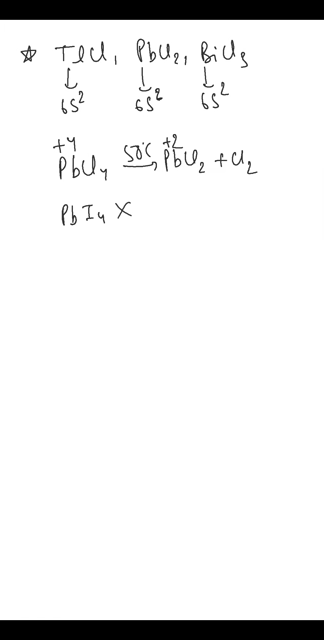 ☆ TlCl, PbCl₂, BiCl₃
↓ ↓ ↓
6S² 6S² 6S²
+4 50°C +2
PbCl₄ → PbCl₂ + Cl₂
PbI₄ ×